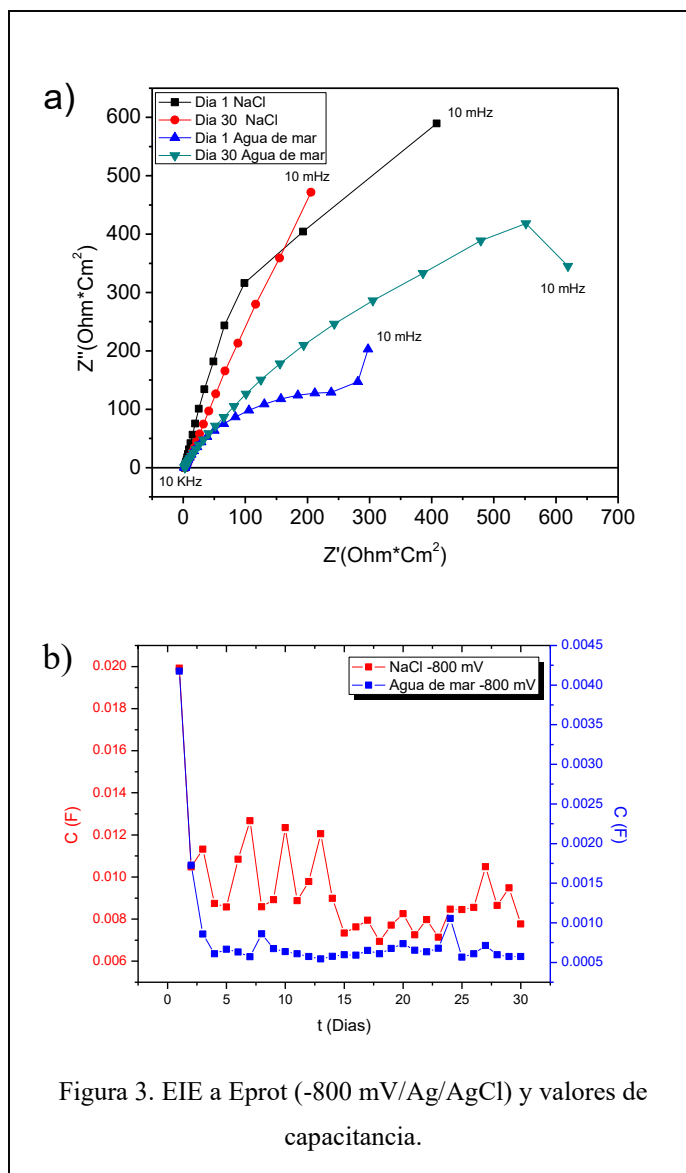 a)
Dia 1 NaCl
Dia 30 NaCl
Dia 1 Agua de mar
Dia 30 Agua de mar
10 mHz
10 mHz
10 mHz
10 mHz
10 KHz
600
500
400
300
200
100
0
Z''(Ohm*Cm²)
0 100 200 300 400 500 600 700
Z'(Ohm*Cm²)
b)
NaCl -800 mV
Agua de mar -800 mV
0.020
0.018
0.016
0.014
0.012
0.010
0.008
0.006
C (F)
0.0045
0.0040
0.0035
0.0030
0.0025
0.0020
0.0015
0.0010
0.0005
C (F)
0 5 10 15 20 25 30
t (Dias)
Figura 3. EIE a Eprot (-800 mV/Ag/AgCl) y valores de
capacitancia.